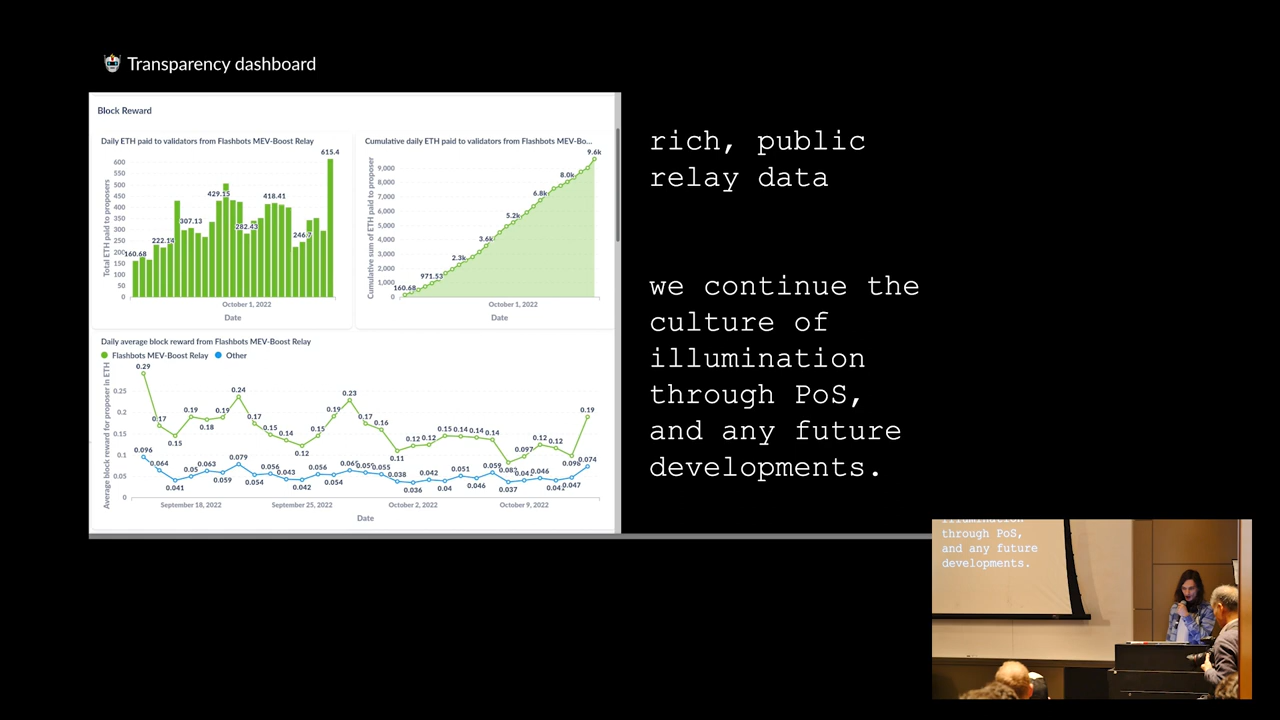 Transparency dashboard
Block Reward
Daily ETH paid to validators from Flashbots MEV-Boost Relay
Total ETH paid to proposers
600
550
500
450
400
350
300
250
200
150
100
50
0
160.68
222.14
307.13
429.15
282.43
418.41
246.7
615.4
October 1, 2022
Date
Cumulative daily ETH paid to validators from Flashbots MEV-Bo...
Cumulative sum of ETH paid to proposer
9,000
8,000
7,000
6,000
5,000
4,000
3,000
2,000
1,000
0
160.68
971.53
2.3k
3.6k
5.2k
6.8k
8.0k
9.6k
October 1, 2022
Date
Daily average block reward from Flashbots MEV-Boost Relay
Flashbots MEV-Boost Relay Other
Average block reward for proposer in ETH
0.25
0.2
0.15
0.1
0.05
0
0.29 0.17 0.15 0.19 0.18 0.19 0.24 0.17 0.15 0.14 0.12 0.15 0.19 0.23 0.17 0.16 0.11 0.12 0.12 0.15 0.14 0.14 0.14 0.097 0.12 0.12 0.098 0.19
0.096 0.064 0.041 0.05 0.063 0.059 0.079 0.054 0.056 0.043 0.042 0.056 0.054 0.055 0.038 0.036 0.042 0.04 0.051 0.046 0.059 0.037 0.046 0.047 0.074
September 18, 2022 September 25, 2022 October 2, 2022 October 9, 2022
Date
rich, public
relay data
we continue the
culture of
illumination
through PoS,
and any future
developments.
illumination
through PoS,
and any future
developments.